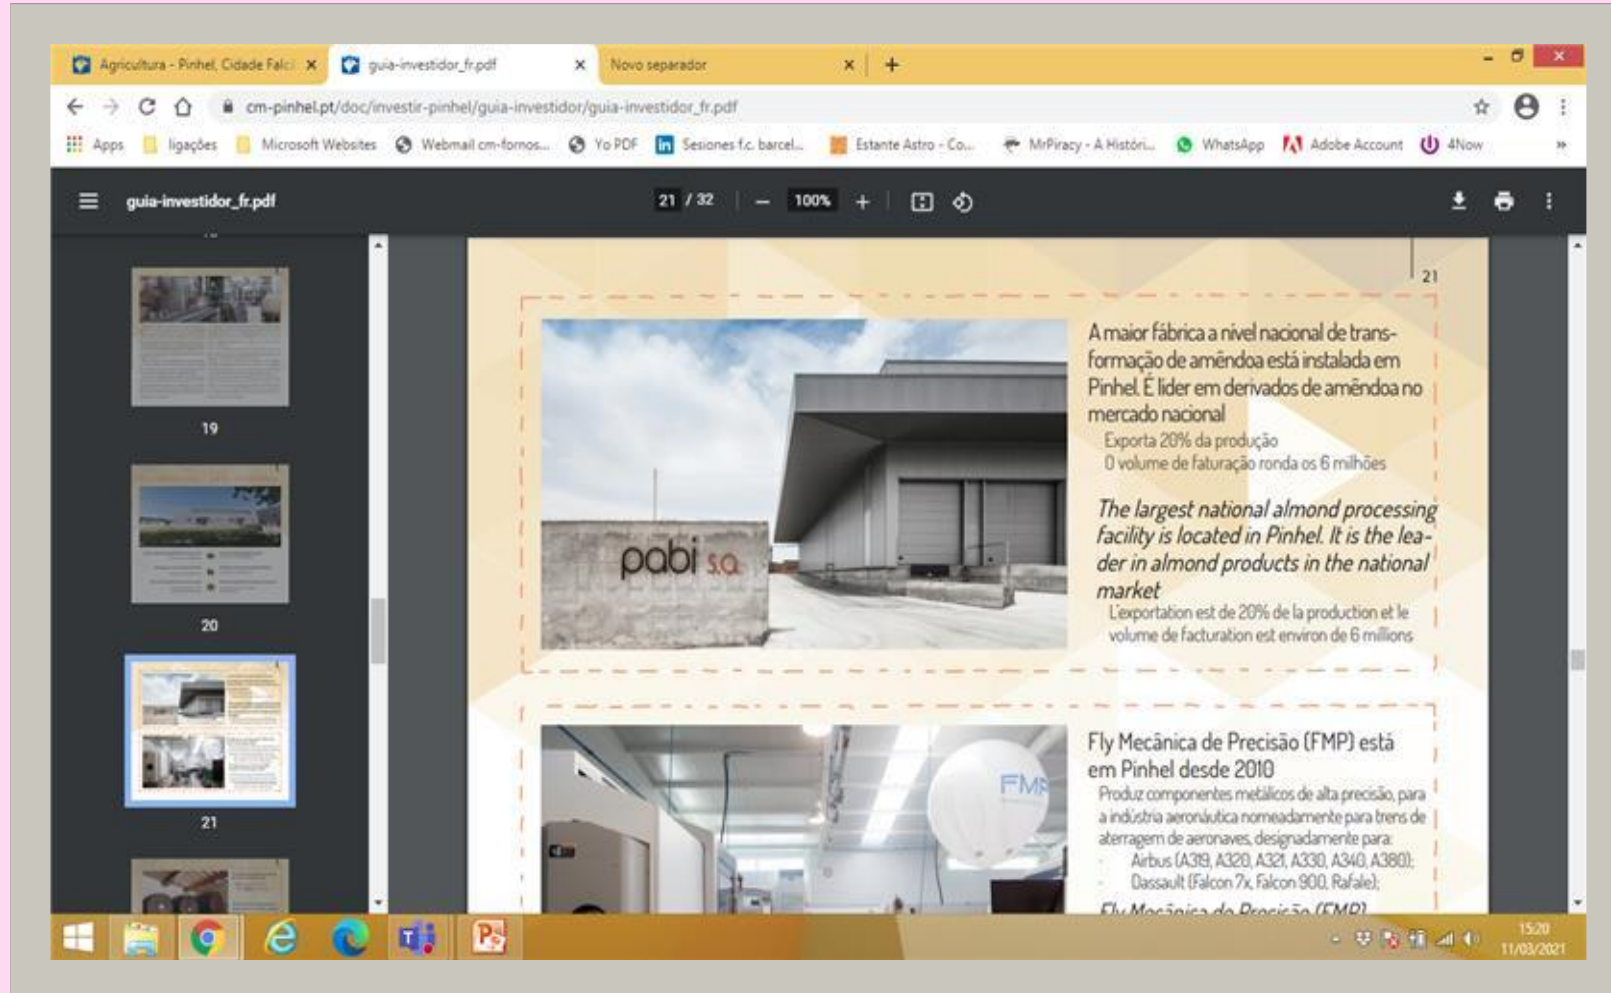 Agricultura - Pinhel, Cidade Falc
guia-investidor_fr.pdf
Novo separador
cm-pinhel.pt/doc/investir-pinhel/guia-investidor/guia-investidor_fr.pdf
Apps
ligações
Microsoft Websites
Webmail cm-fornos...
Yo PDF
Sesiones f.c. barcel...
Estante Astro - Co...
MrPiracy - A Históri...
WhatsApp
Adobe Account
4Now
guia-investidor_fr.pdf
21 / 32
100%
19
20
21
21
A maior fábrica a nível nacional de trans-
formação de amêndoa está instalada em
Pinhel. É líder em derivados de amêndoa no
mercado nacional
Exporta 20% da produção
O volume de faturação ronda os 6 milhões
The largest national almond processing
facility is located in Pinhel. It is the lea-
der in almond products in the national
market
L'exportation est de 20% de la production et le
volume de facturation est environ de 6 millions
pabi s.a.
Fly Mecânica de Precisão (FMP) está
em Pinhel desde 2010
Produz componentes metálicos de alta precisão, para
a indústria aeronáutica nomeadamente para trens de
aterragem de aeronaves, designadamente para:
· Airbus (A319, A320, A321, A330, A340, A380);
· Dassault (Falcon 7x, Falcon 900, Rafale);
Fly Mecânica de Precisão (FMP)
FMP
15:20
11/03/2021